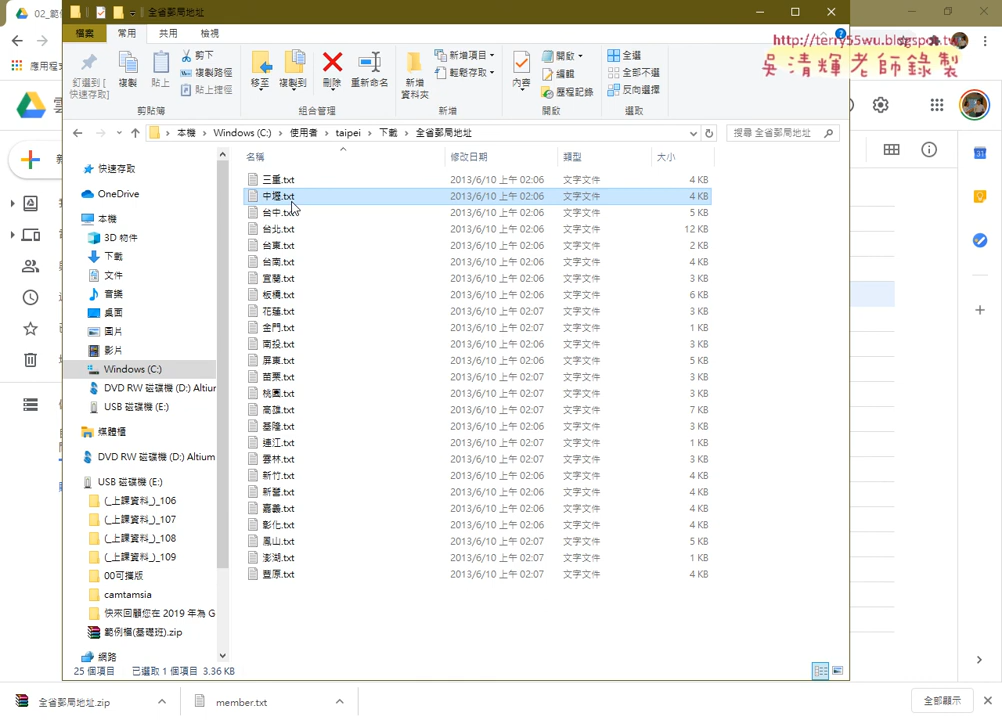 02_範
全省郵局地址
http://terry55wu.blogspot.tw
吳清輝老師錄製
檔案
常用
共用
檢視
應用程
釘選到 [快速存取]
複製
貼上
剪下
複製路徑
貼上捷徑
剪貼簿
移至
複製到
刪除
重新命名
組合管理
新增資料夾
新增項目
輕鬆存取
新增
內容
開啟
編輯
歷程記錄
開啟
全選
全部不選
反向選擇
選取
本機 > Windows (C:) > 使用者 > taipei > 下載 > 全省郵局地址
搜尋 全省郵局地址
快速存取
OneDrive
本機
3D 物件
下載
文件
音樂
桌面
圖片
影片
Windows (C:)
DVD RW 磁碟機 (D:) Altiur
USB 磁碟機 (E:)
媒體櫃
DVD RW 磁碟機 (D:) Altium
USB 磁碟機 (E:)
(_上課資料_)_106
(_上課資料_)_107
(_上課資料_)_108
(_上課資料_)_109
00可攜版
camtamsia
快來回顧您在 2019 年為 G
範例檔(基礎班).zip
網路
名稱 修改日期 類型 大小
三重.txt 2013/6/10 上午 02:06 文字文件 4 KB
中壢.txt 2013/6/10 上午 02:06 文字文件 4 KB
台中.txt 2013/6/10 上午 02:06 文字文件 5 KB
台北.txt 2013/6/10 上午 02:06 文字文件 12 KB
台東.txt 2013/6/10 上午 02:06 文字文件 2 KB
台南.txt 2013/6/10 上午 02:06 文字文件 4 KB
宜蘭.txt 2013/6/10 上午 02:06 文字文件 3 KB
板橋.txt 2013/6/10 上午 02:06 文字文件 6 KB
花蓮.txt 2013/6/10 上午 02:06 文字文件 3 KB
金門.txt 2013/6/10 上午 02:07 文字文件 1 KB
南投.txt 2013/6/10 上午 02:06 文字文件 3 KB
屏東.txt 2013/6/10 上午 02:06 文字文件 5 KB
苗栗.txt 2013/6/10 上午 02:07 文字文件 3 KB
桃園.txt 2013/6/10 上午 02:07 文字文件 3 KB
高雄.txt 2013/6/10 上午 02:06 文字文件 7 KB
基隆.txt 2013/6/10 上午 02:06 文字文件 3 KB
連江.txt 2013/6/10 上午 02:07 文字文件 1 KB
雲林.txt 2013/6/10 上午 02:07 文字文件 3 KB
新竹.txt 2013/6/10 上午 02:06 文字文件 4 KB
新營.txt 2013/6/10 上午 02:06 文字文件 4 KB
嘉義.txt 2013/6/10 上午 02:06 文字文件 4 KB
彰化.txt 2013/6/10 上午 02:06 文字文件 4 KB
鳳山.txt 2013/6/10 上午 02:07 文字文件 5 KB
澎湖.txt 2013/6/10 上午 02:07 文字文件 1 KB
豐原.txt 2013/6/10 上午 02:07 文字文件 4 KB
25 個項目 已選取 1 個項目 3.36 KB
全省郵局地址.zip
member.txt
全部顯示